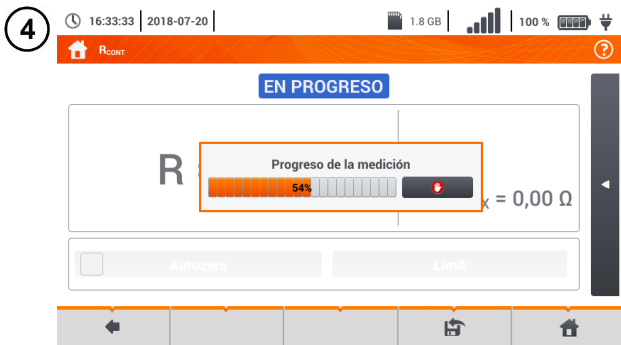 4
16:33:33 2018-07-20 1.8 GB 100 %
RCONT ?
EN PROGRESO
Progreso de la medición
R
54%
x = 0,00 Ω
Autozero Limit